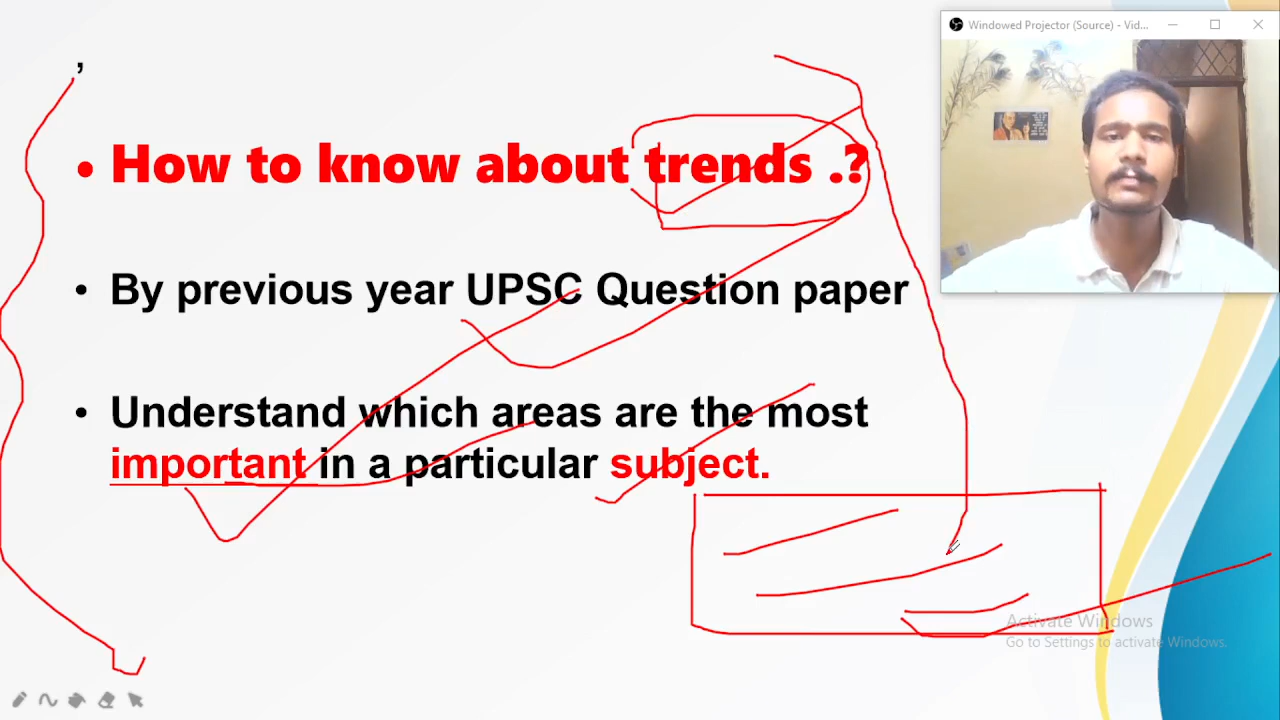 Windowed Projector (Source) - Vid...
,
• How to know about trends .?
• By previous year UPSC Question paper
• Understand which areas are the most
important in a particular subject.
Activate Windows
Go to Settings to activate Windows.